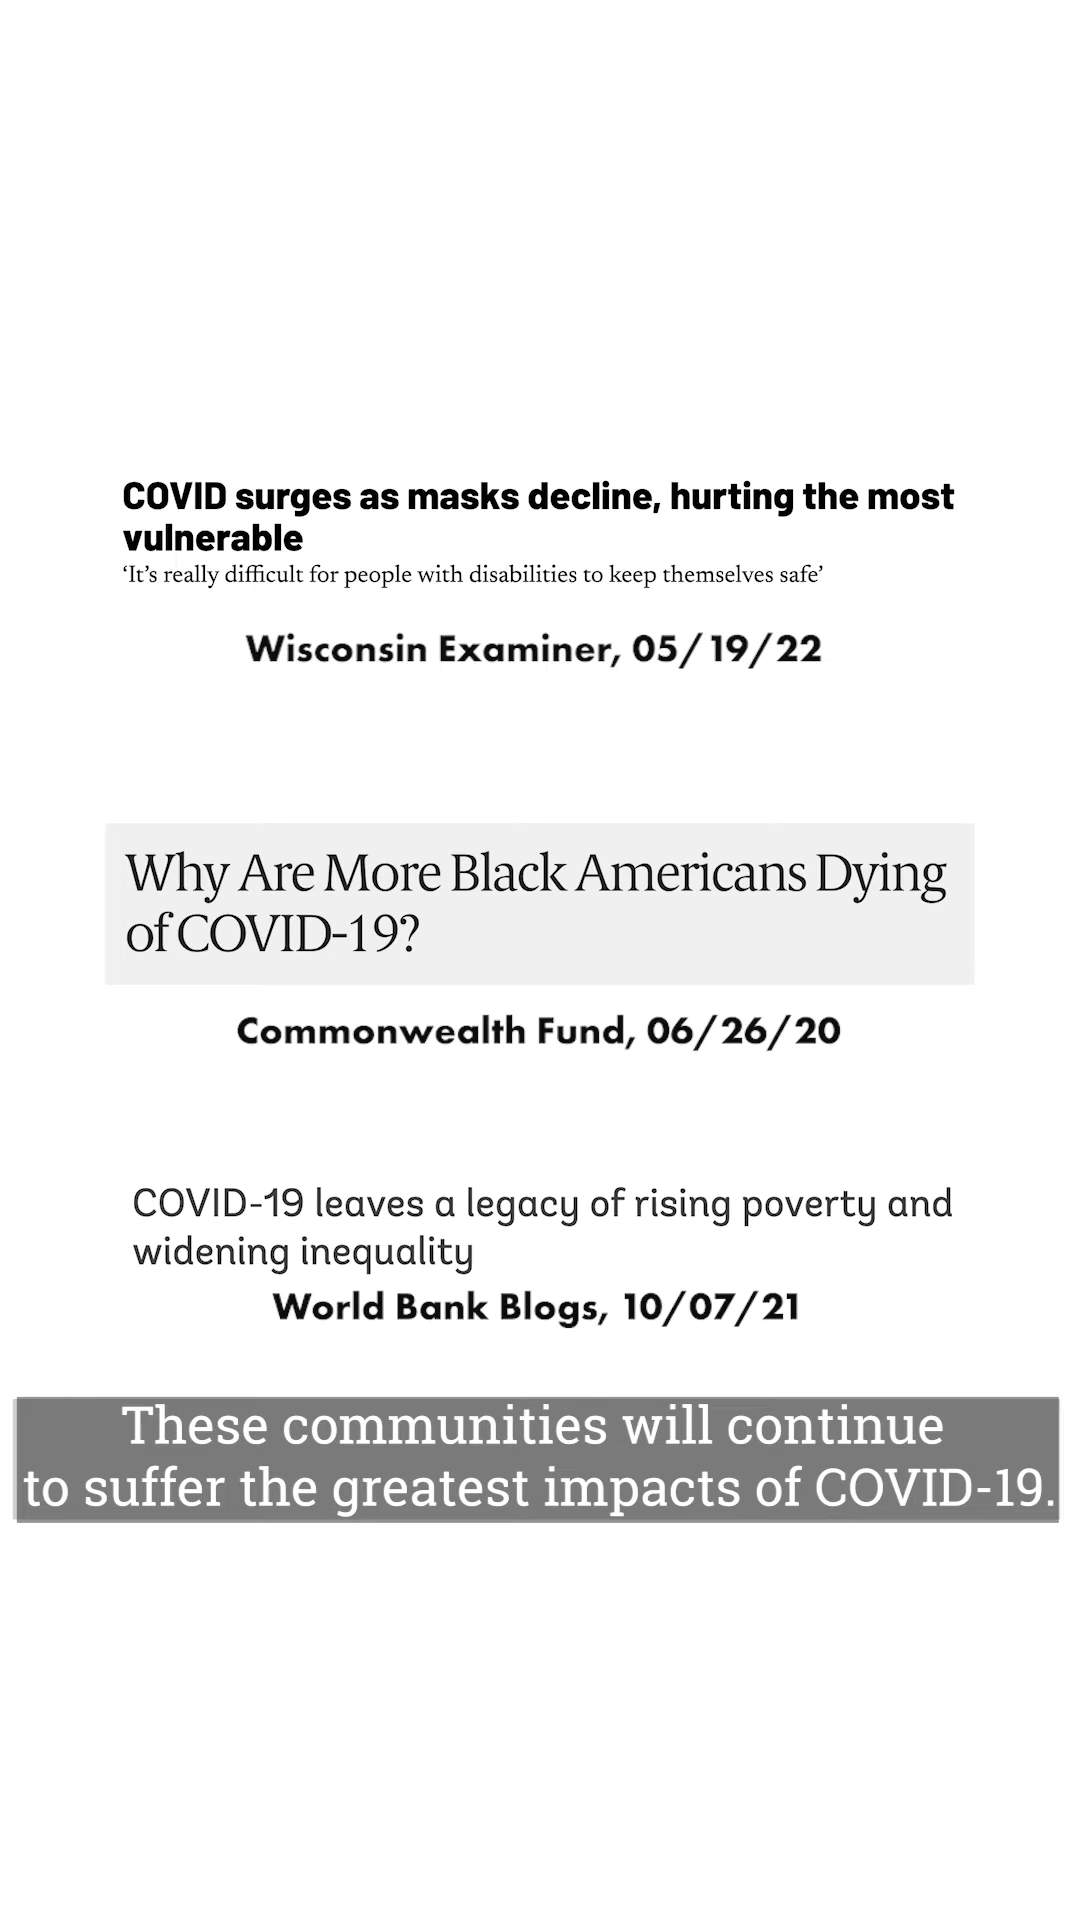 COVID surges as masks decline, hurting the most
vulnerable
‘It’s really difficult for people with disabilities to keep themselves safe’
Wisconsin Examiner, 05/19/22
Why Are More Black Americans Dying
of COVID-19?
Commonwealth Fund, 06/26/20
COVID-19 leaves a legacy of rising poverty and
widening inequality
World Bank Blogs, 10/07/21
These communities will continue
to suffer the greatest impacts of COVID-19.